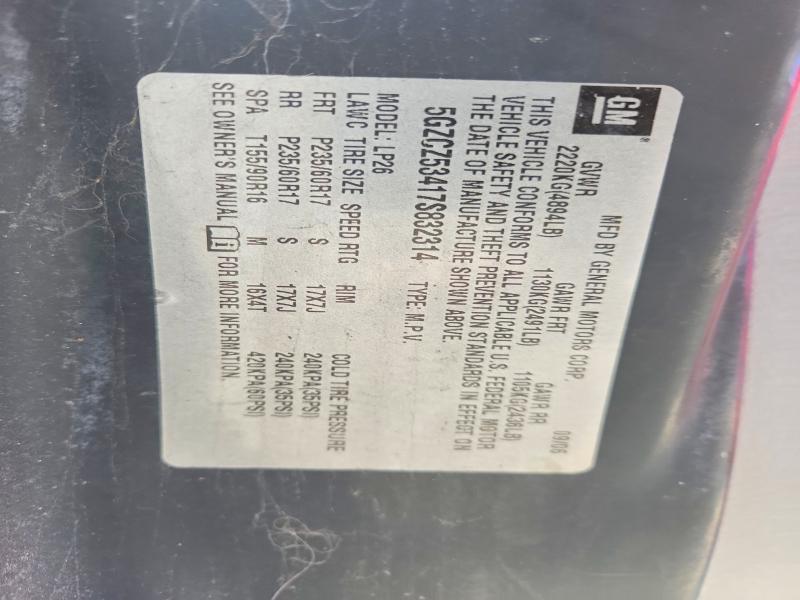 GM
MFD BY GENERAL MOTORS CORP. 09/06
GVWR GAWR FRT GAWR RR
2220KG(4894LB) 1130KG(2491LB) 1105KG(2436LB)
THIS VEHICLE CONFORMS TO ALL APPLICABLE U.S. FEDERAL MOTOR
VEHICLE SAFETY AND THEFT PREVENTION STANDARDS IN EFFECT ON
THE DATE OF MANUFACTURE SHOWN ABOVE.
5GZCZ53417S832314 TYPE: M.P.V.
MODEL: LP26
LAWC TIRE SIZE SPEED RTG RIM COLD TIRE PRESSURE
FRT P235/60R17 S 17X7J 240KPA(35PSI)
RR P235/60R17 S 17X7J 240KPA(35PSI)
SPA T155/90R16 M 16X4T 420KPA(60PSI)
SEE OWNER'S MANUAL FOR MORE INFORMATION.